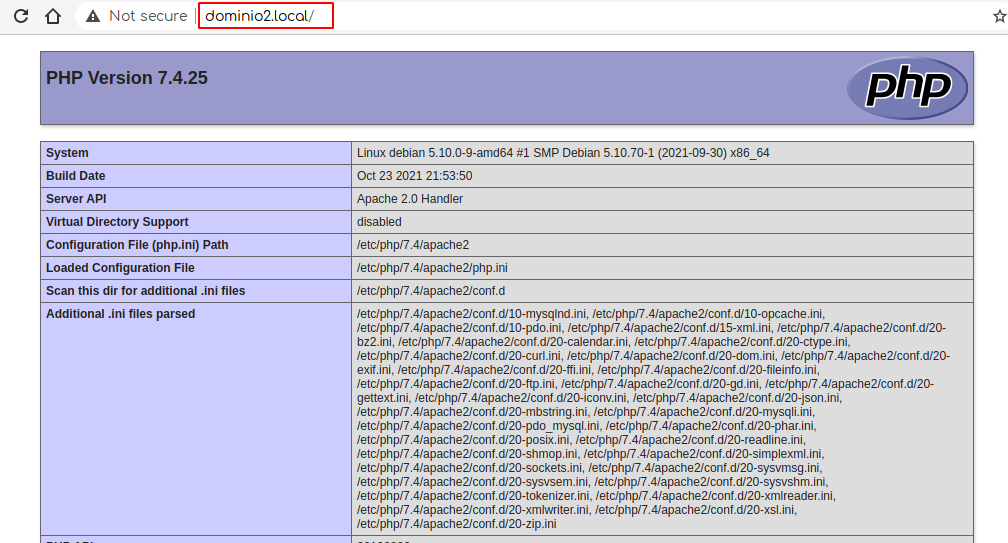 Not secure | dominio2.local/
PHP Version 7.4.25
php
System Linux debian 5.10.0-9-amd64 #1 SMP Debian 5.10.70-1 (2021-09-30) x86_64
Build Date Oct 23 2021 21:53:50
Server API Apache 2.0 Handler
Virtual Directory Support disabled
Configuration File (php.ini) Path /etc/php/7.4/apache2
Loaded Configuration File /etc/php/7.4/apache2/php.ini
Scan this dir for additional .ini files /etc/php/7.4/apache2/conf.d
Additional .ini files parsed /etc/php/7.4/apache2/conf.d/10-mysqlnd.ini, /etc/php/7.4/apache2/conf.d/10-opcache.ini,
/etc/php/7.4/apache2/conf.d/10-pdo.ini, /etc/php/7.4/apache2/conf.d/15-xml.ini, /etc/php/7.4/apache2/conf.d/20-
bz2.ini, /etc/php/7.4/apache2/conf.d/20-calendar.ini, /etc/php/7.4/apache2/conf.d/20-ctype.ini,
/etc/php/7.4/apache2/conf.d/20-curl.ini, /etc/php/7.4/apache2/conf.d/20-dom.ini, /etc/php/7.4/apache2/conf.d/20-
exif.ini, /etc/php/7.4/apache2/conf.d/20-ffi.ini, /etc/php/7.4/apache2/conf.d/20-fileinfo.ini,
/etc/php/7.4/apache2/conf.d/20-ftp.ini, /etc/php/7.4/apache2/conf.d/20-gd.ini, /etc/php/7.4/apache2/conf.d/20-
gettext.ini, /etc/php/7.4/apache2/conf.d/20-iconv.ini, /etc/php/7.4/apache2/conf.d/20-json.ini,
/etc/php/7.4/apache2/conf.d/20-mbstring.ini, /etc/php/7.4/apache2/conf.d/20-mysqli.ini,
/etc/php/7.4/apache2/conf.d/20-pdo_mysql.ini, /etc/php/7.4/apache2/conf.d/20-phar.ini,
/etc/php/7.4/apache2/conf.d/20-posix.ini, /etc/php/7.4/apache2/conf.d/20-readline.ini,
/etc/php/7.4/apache2/conf.d/20-shmop.ini, /etc/php/7.4/apache2/conf.d/20-simplexml.ini,
/etc/php/7.4/apache2/conf.d/20-sockets.ini, /etc/php/7.4/apache2/conf.d/20-sysvmsg.ini,
/etc/php/7.4/apache2/conf.d/20-sysvsem.ini, /etc/php/7.4/apache2/conf.d/20-sysvshm.ini,
/etc/php/7.4/apache2/conf.d/20-tokenizer.ini, /etc/php/7.4/apache2/conf.d/20-xmlreader.ini,
/etc/php/7.4/apache2/conf.d/20-xmlwriter.ini, /etc/php/7.4/apache2/conf.d/20-xsl.ini,
/etc/php/7.4/apache2/conf.d/20-zip.ini